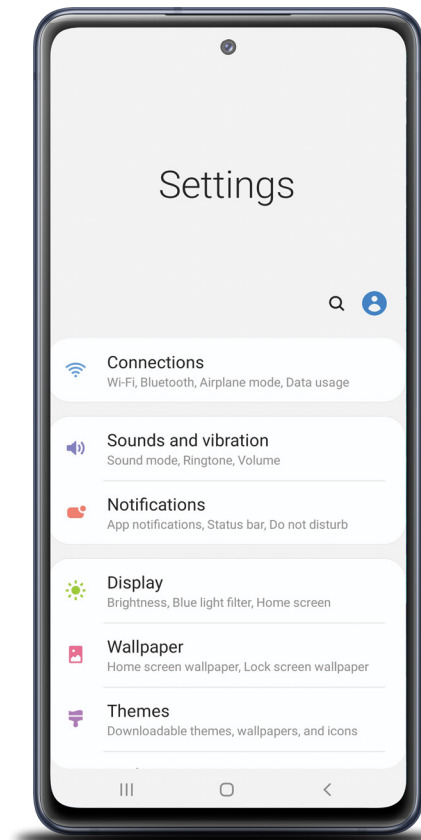 Settings
Connections
Wi-Fi, Bluetooth, Airplane mode, Data usage
Sounds and vibration
Sound mode, Ringtone, Volume
Notifications
App notifications, Status bar, Do not disturb
Display
Brightness, Blue light filter, Home screen
Wallpaper
Home screen wallpaper, Lock screen wallpaper
Themes
Downloadable themes, wallpapers, and icons